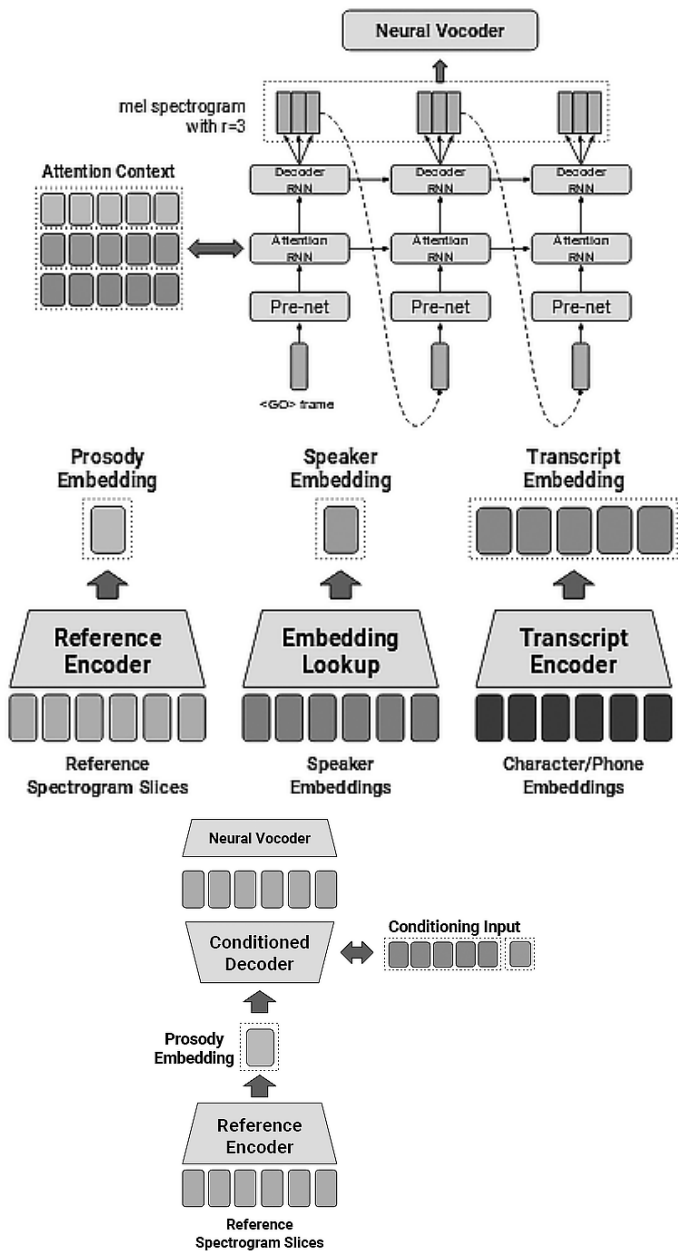 Neural Vocoder
mel spectrogram
with r=3
Attention Context
Decoder
RNN
Decoder
RNN
Decoder
RNN
Attention
RNN
Attention
RNN
Attention
RNN
Pre-net
Pre-net
Pre-net
<GO> frame
Prosody
Embedding
Speaker
Embedding
Transcript
Embedding
Reference
Encoder
Embedding
Lookup
Transcript
Encoder
Reference
Spectrogram Slices
Speaker
Embeddings
Character/Phone
Embeddings
Neural Vocoder
Conditioned
Decoder
Conditioning Input
Prosody
Embedding
Reference
Encoder
Reference
Spectrogram Slices